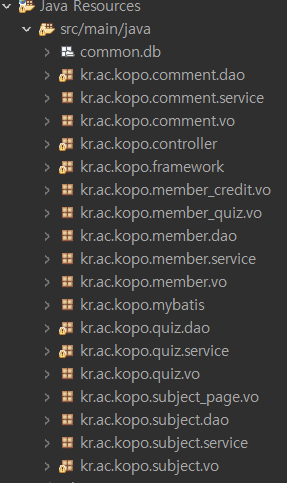 Java Resources
src/main/java
common.db
kr.ac.kopo.comment.dao
kr.ac.kopo.comment.service
kr.ac.kopo.comment.vo
kr.ac.kopo.controller
kr.ac.kopo.framework
kr.ac.kopo.member_credit.vo
kr.ac.kopo.member_quiz.vo
kr.ac.kopo.member.dao
kr.ac.kopo.member.service
kr.ac.kopo.member.vo
kr.ac.kopo.mybatis
kr.ac.kopo.quiz.dao
kr.ac.kopo.quiz.service
kr.ac.kopo.quiz.vo
kr.ac.kopo.subject_page.vo
kr.ac.kopo.subject.dao
kr.ac.kopo.subject.service
kr.ac.kopo.subject.vo